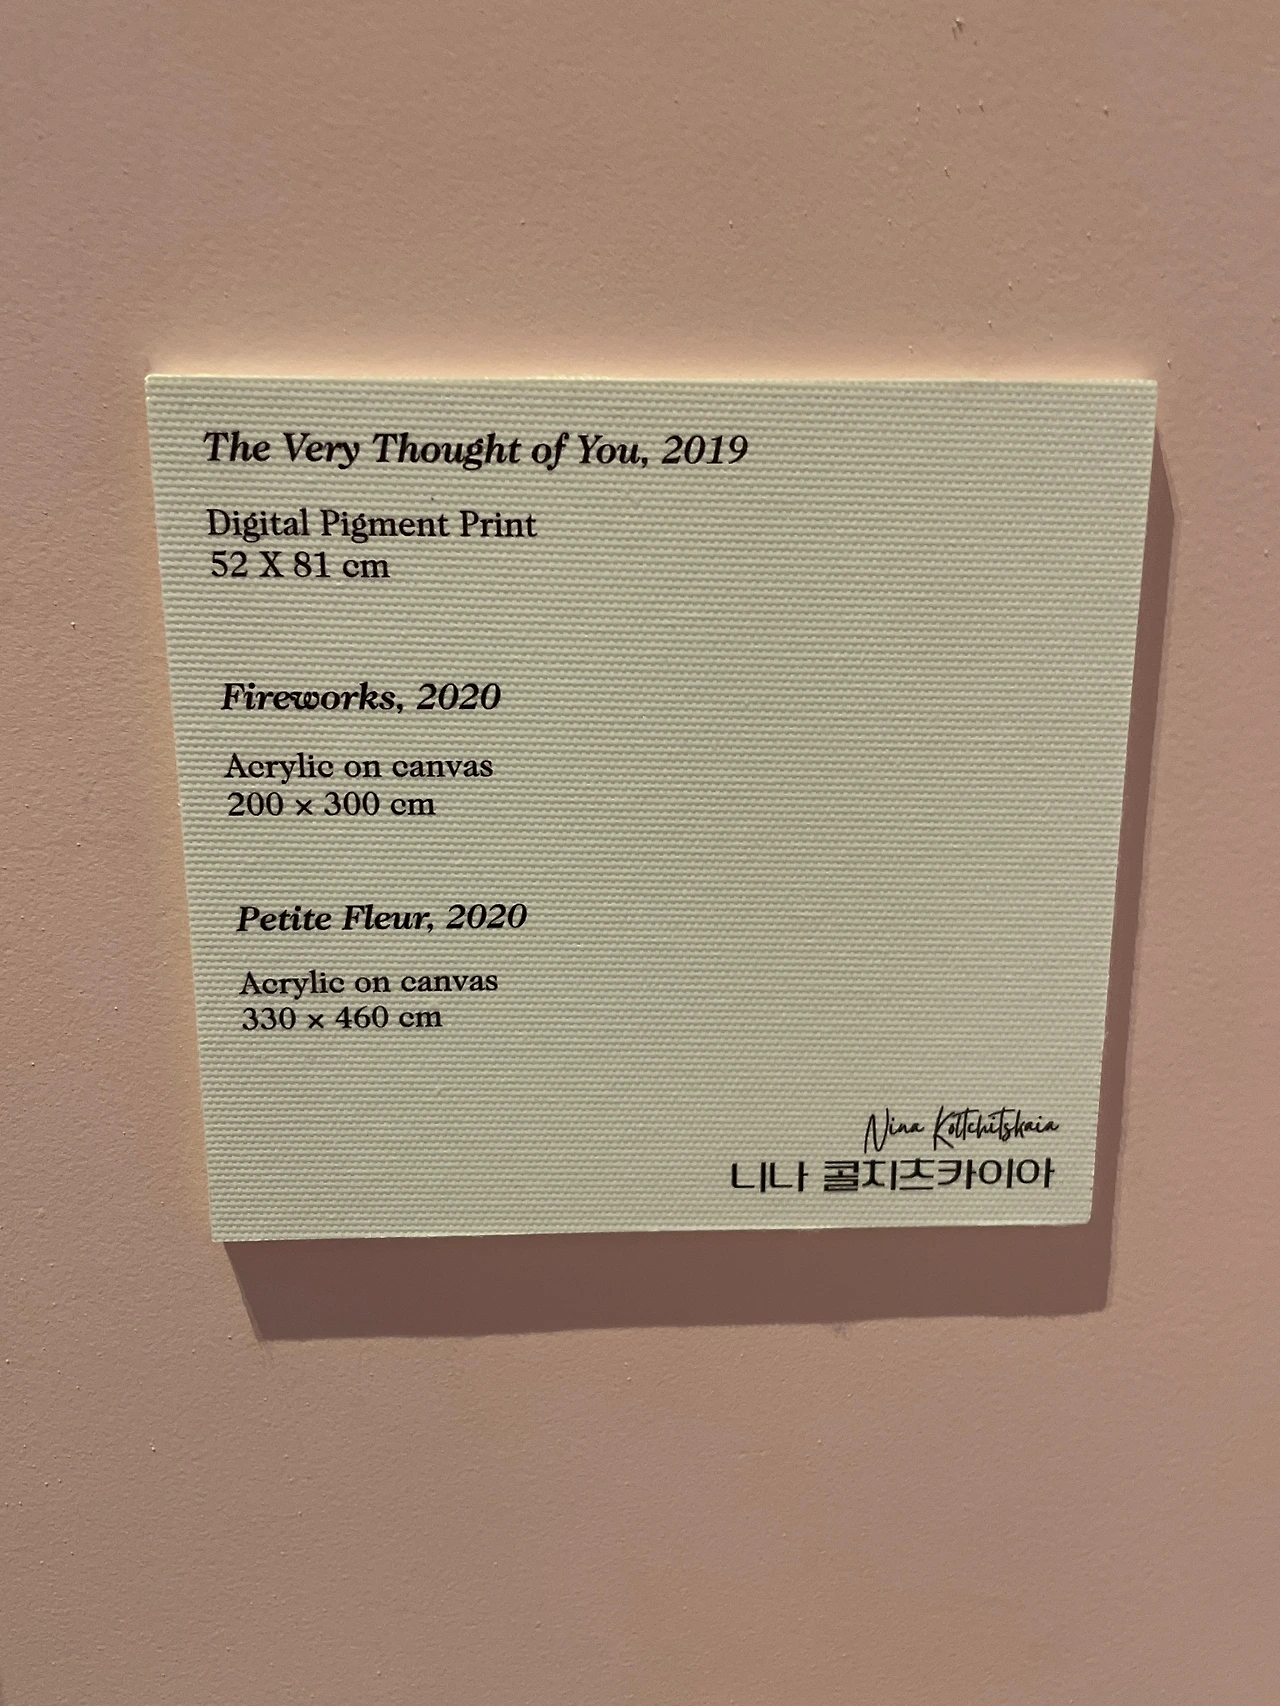 The Very Thought of You, 2019
Digital Pigment Print
52 X 81 cm
Fireworks, 2020
Acrylic on canvas
200 × 300 cm
Petite Fleur, 2020
Acrylic on canvas
330 × 460 cm
Nina Koltchitskaia
니나 콜치츠카이아